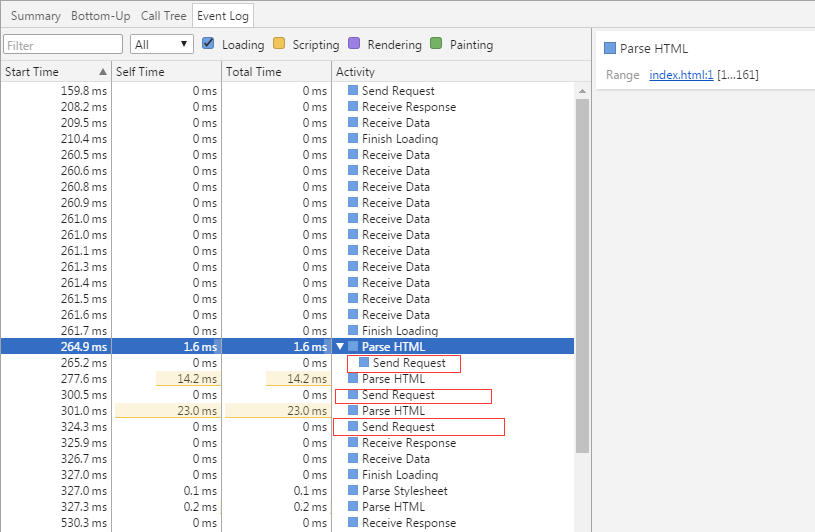 Summary Bottom-Up Call Tree Event Log
Filter All Loading Scripting Rendering Painting
Start Time Self Time Total Time Activity
159.8 ms 0 ms 0 ms Send Request
208.2 ms 0 ms 0 ms Receive Response
209.5 ms 0 ms 0 ms Receive Data
210.4 ms 0 ms 0 ms Finish Loading
260.5 ms 0 ms 0 ms Receive Data
260.6 ms 0 ms 0 ms Receive Data
260.8 ms 0 ms 0 ms Receive Data
260.9 ms 0 ms 0 ms Receive Data
261.0 ms 0 ms 0 ms Receive Data
261.0 ms 0 ms 0 ms Receive Data
261.1 ms 0 ms 0 ms Receive Data
261.3 ms 0 ms 0 ms Receive Data
261.4 ms 0 ms 0 ms Receive Data
261.5 ms 0 ms 0 ms Receive Data
261.6 ms 0 ms 0 ms Receive Data
261.7 ms 0 ms 0 ms Finish Loading
264.9 ms 1.6 ms 1.6 ms Parse HTML
265.2 ms 0 ms 0 ms Send Request
277.6 ms 14.2 ms 14.2 ms Parse HTML
300.5 ms 0 ms 0 ms Send Request
301.0 ms 23.0 ms 23.0 ms Parse HTML
324.3 ms 0 ms 0 ms Send Request
325.9 ms 0 ms 0 ms Receive Response
326.7 ms 0 ms 0 ms Receive Data
327.0 ms 0 ms 0 ms Finish Loading
327.0 ms 0.1 ms 0.1 ms Parse Stylesheet
327.3 ms 0.2 ms 0.2 ms Parse HTML
530.3 ms 0 ms 0 ms Receive Response
Parse HTML
Range index.html:1 [1...161]